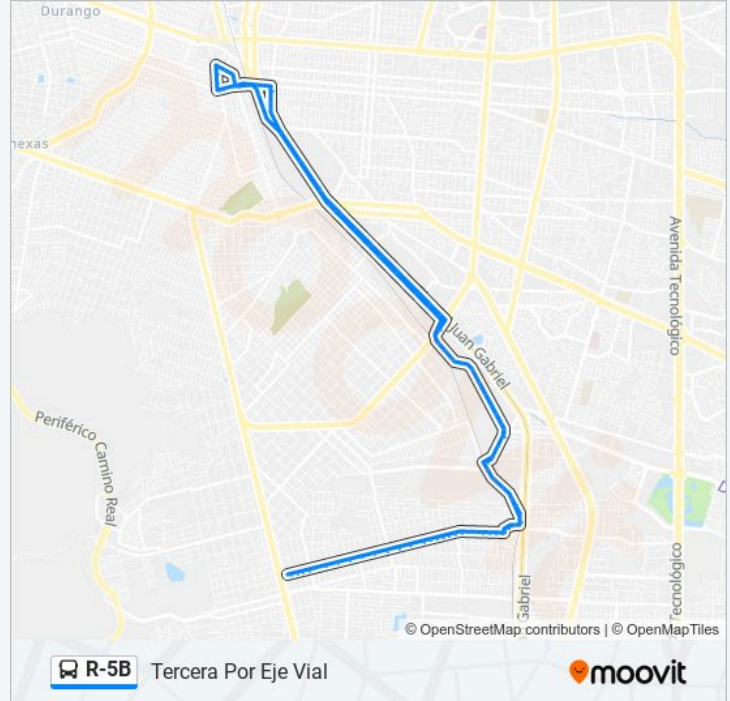 Durango
nexas
Avenida Tecnológico
Juan Gabriel
Periférico Camino Real
Gabriel
Tecnológico
© OpenStreetMap contributors | © OpenMapTiles
R-5B Tercera Por Eje Vial
moovit